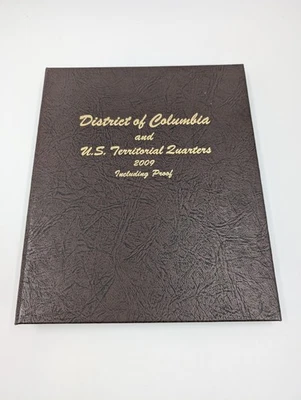 District of Columbia
and
U.S. Territorial Quarters
2009
Including Proof